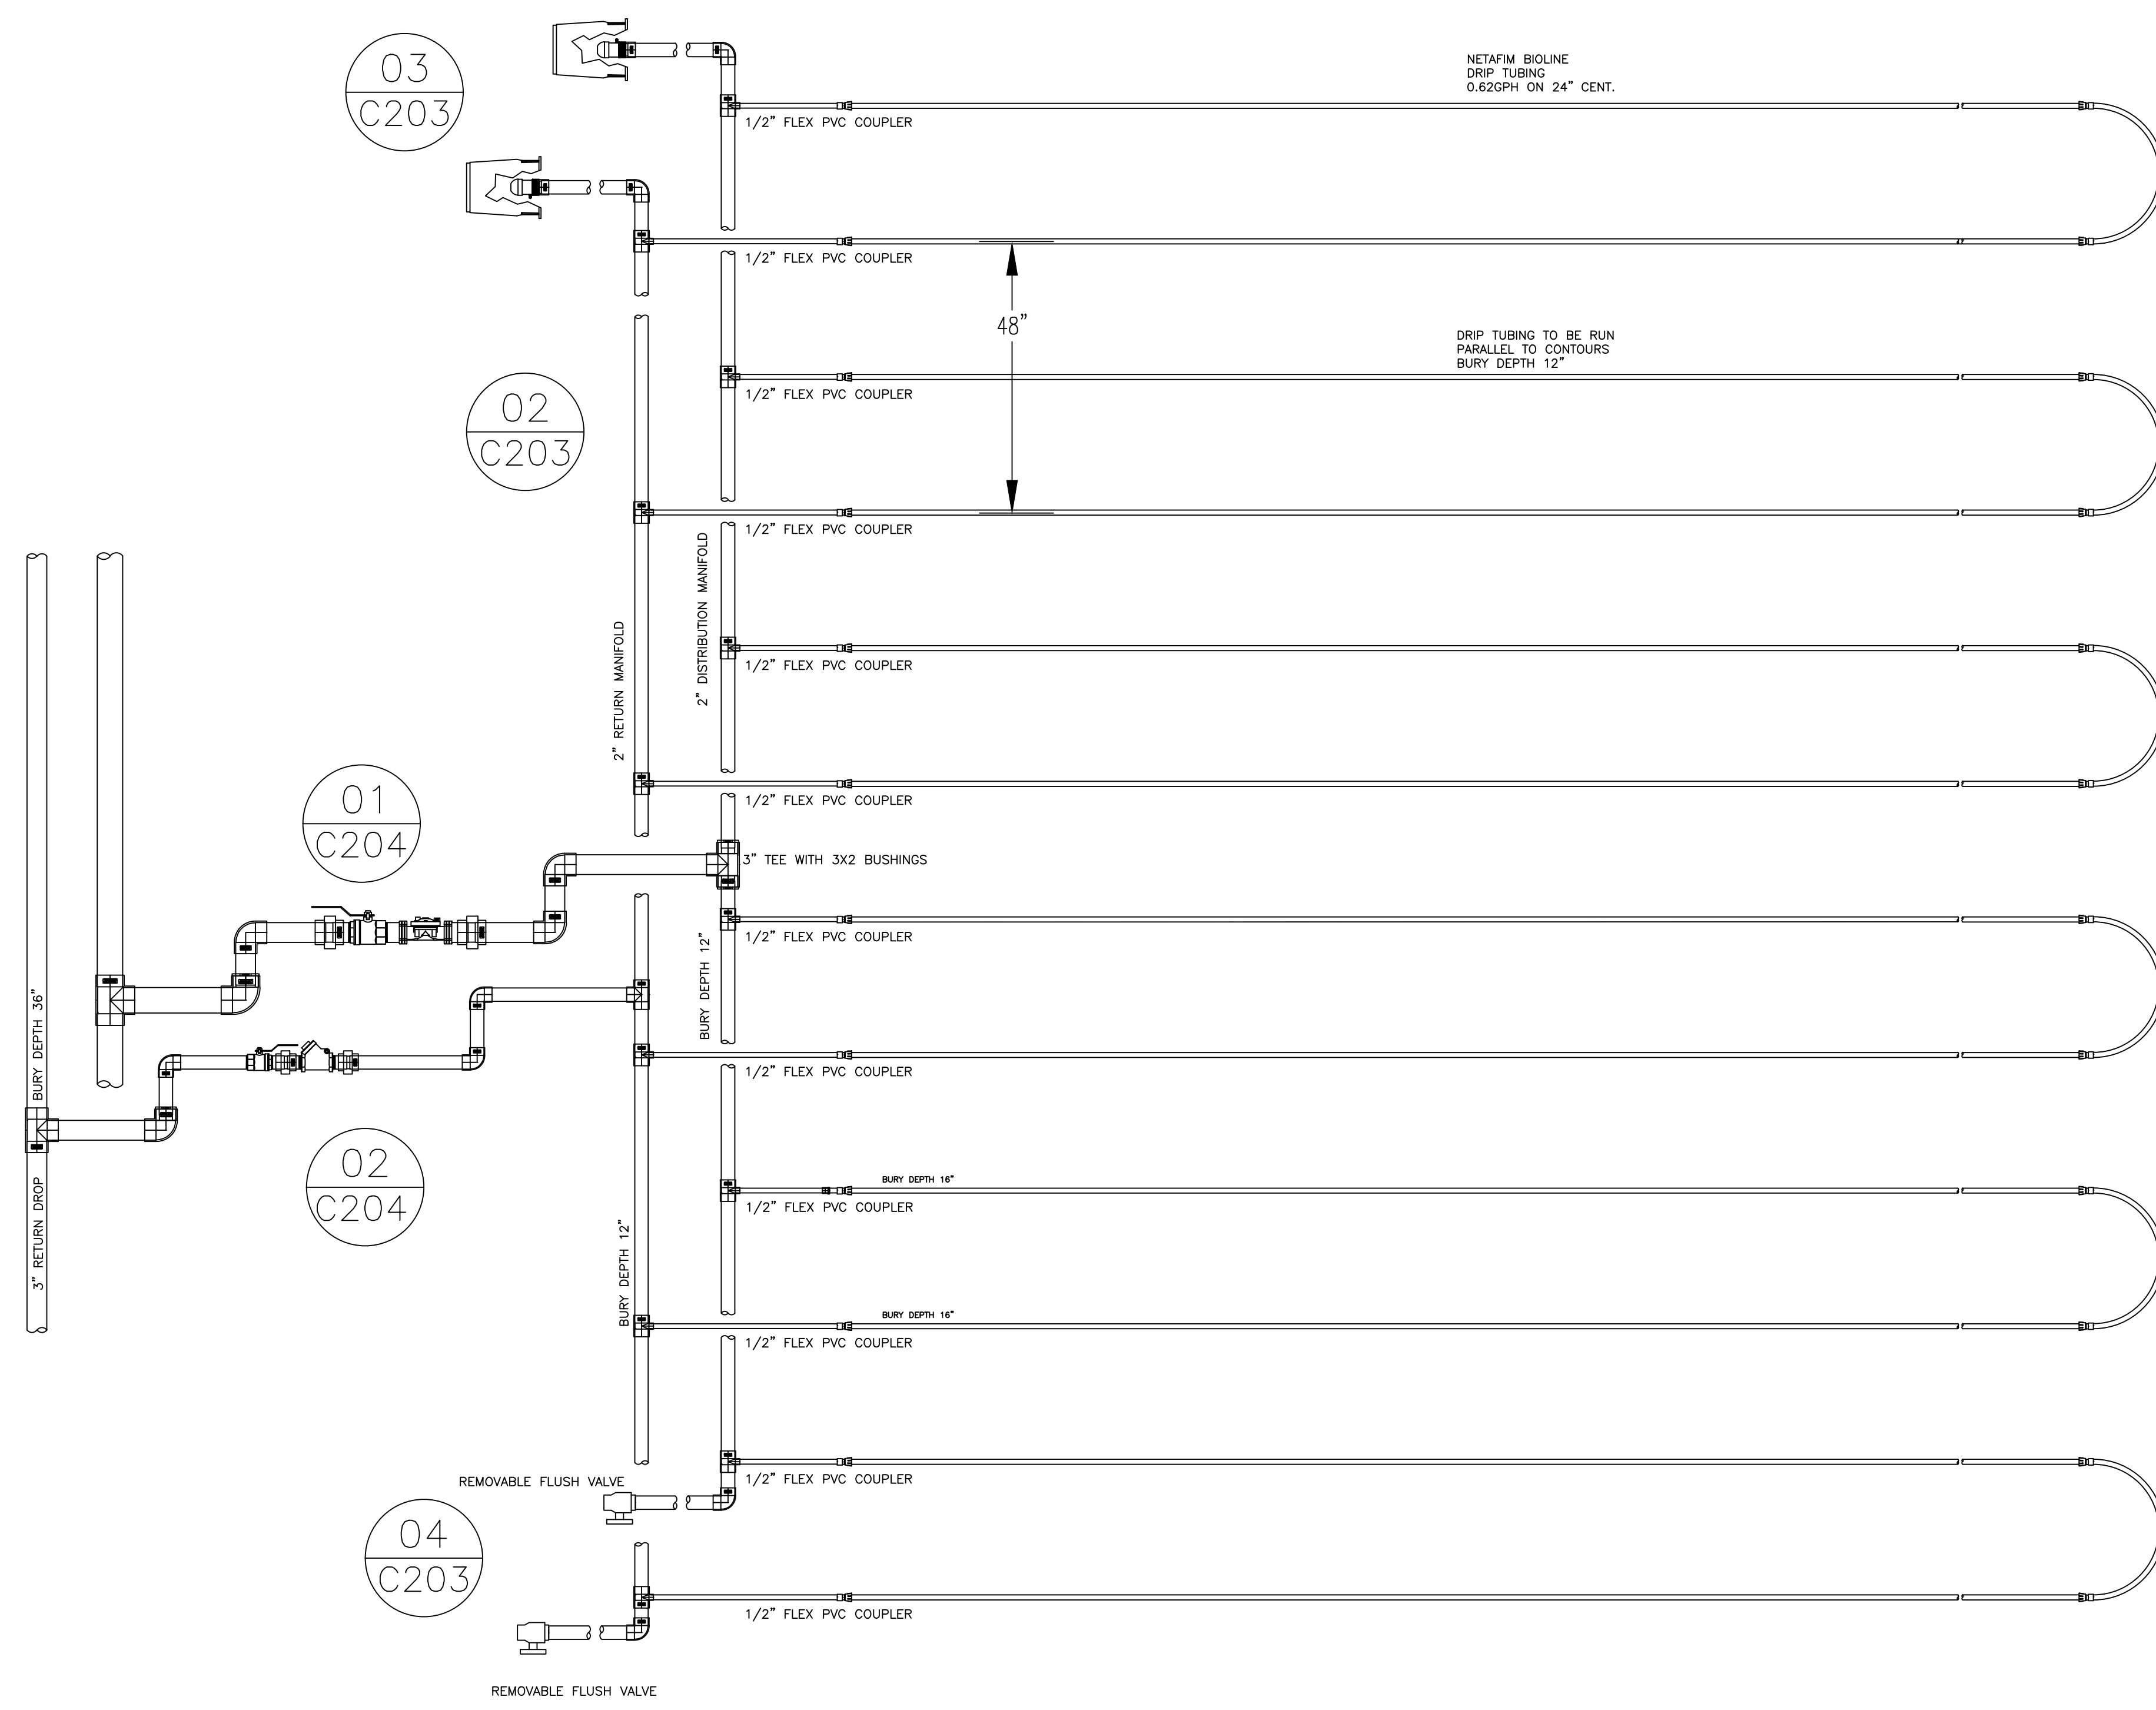 03
C203
NETAFIM BIOLINE
DRIP TUBING
0.62GPH ON 24" CENT.
1/2" FLEX PVC COUPLER
1/2" FLEX PVC COUPLER
48"
DRIP TUBING TO BE RUN
PARALLEL TO CONTOURS
BURY DEPTH 12"
1/2" FLEX PVC COUPLER
02
C203
1/2" FLEX PVC COUPLER
2" RETURN MANIFOLD
2" DISTRIBUTION MANIFOLD
1/2" FLEX PVC COUPLER
01
C204
1/2" FLEX PVC COUPLER
3" TEE WITH 3X2 BUSHINGS
1/2" FLEX PVC COUPLER
BURY DEPTH 36"
BURY DEPTH 12"
1/2" FLEX PVC COUPLER
02
C204
3" RETURN DROP
BURY DEPTH 16"
1/2" FLEX PVC COUPLER
BURY DEPTH 12"
BURY DEPTH 16"
1/2" FLEX PVC COUPLER
REMOVABLE FLUSH VALVE
1/2" FLEX PVC COUPLER
04
C203
1/2" FLEX PVC COUPLER
REMOVABLE FLUSH VALVE